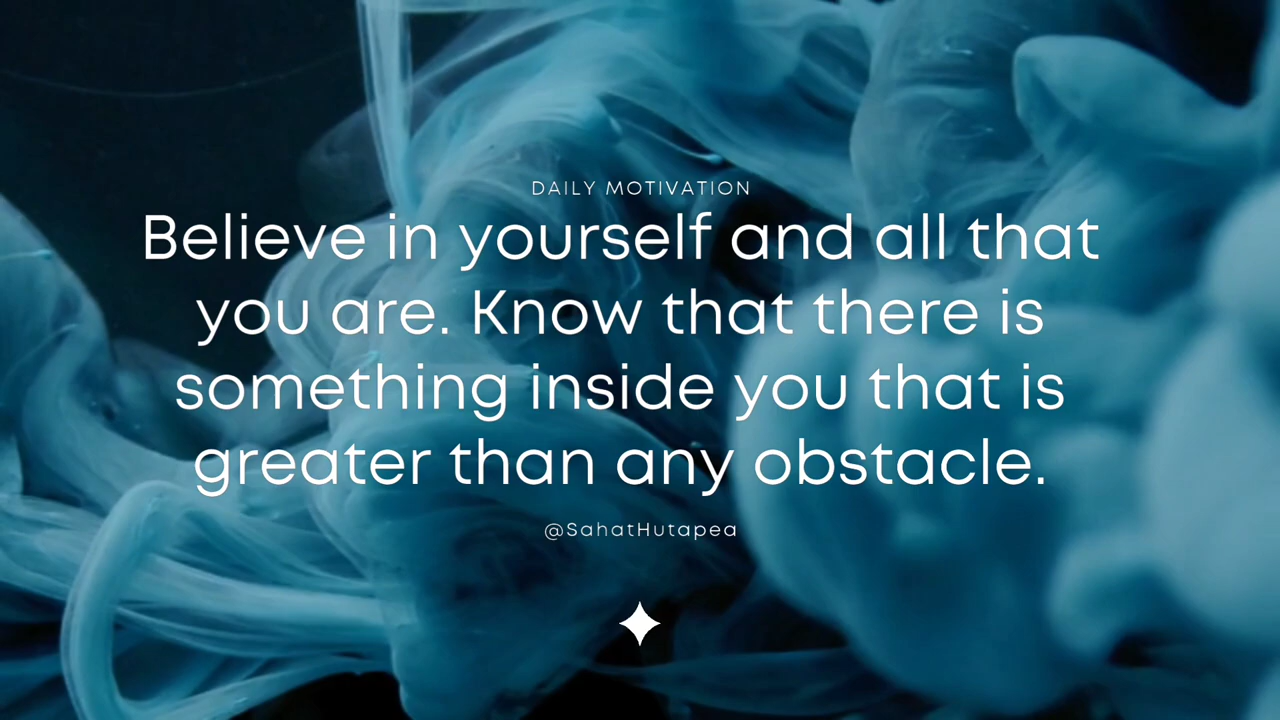 DAILY MOTIVATION
Believe in yourself and all that
you are. Know that there is
something inside you that is
greater than any obstacle.
@SahatHutapea